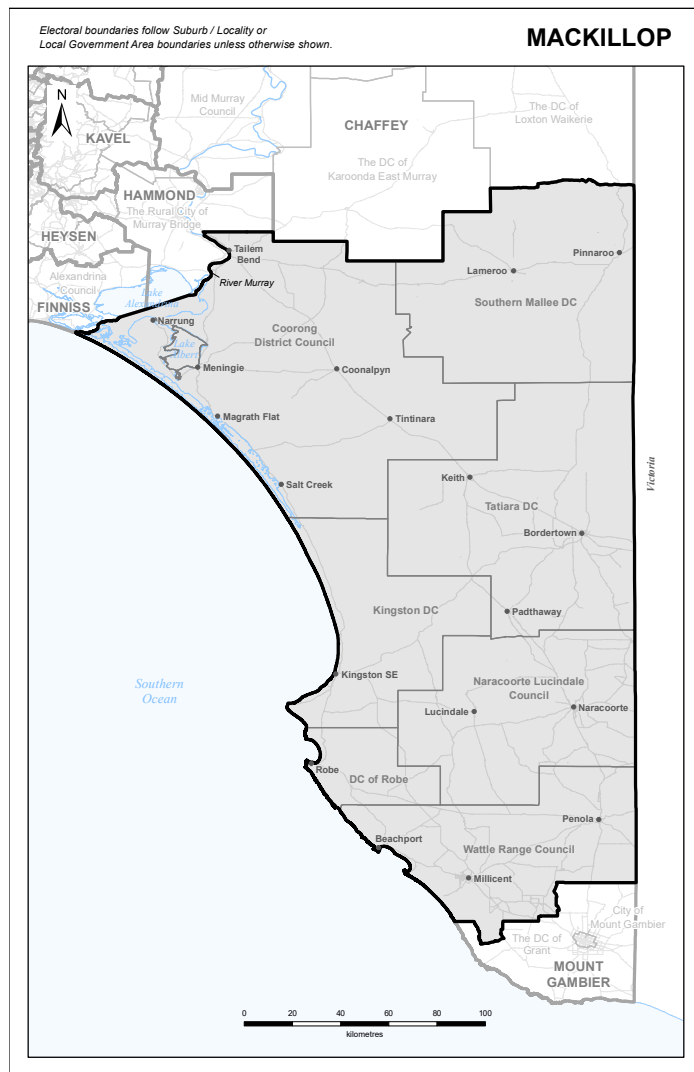 Electoral boundaries follow Suburb / Locality or
Local Government Area boundaries unless otherwise shown.
MACKILLOP
N
Mid Murray
Council
The DC of
Loxton Waikerie
KAVEL
CHAFFEY
The DC of
Karoonda East Murray
HAMMOND
The Rural City of
Murray Bridge
HEYSEN
Tailem
Bend
Pinnaroo
Lameroo
Alexandrina
Council
River Murray
Lake
Alexandrina
Southern Mallee DC
FINNISS
Narrung
Coorong
District Council
Lake
Albert
Meningie
Coonalpyn
Magrath Flat
Tintinara
Victoria
Keith
Salt Creek
Tatiara DC
Bordertown
Kingston DC
Padthaway
Southern
Ocean
Kingston SE
Naracoorte Lucindale
Council
Lucindale
Naracoorte
Robe
DC of Robe
Penola
Beachport
Wattle Range Council
Millicent
City of
Mount Gambier
The DC of
Grant
MOUNT
GAMBIER
0 20 40 60 80 100
kilometres